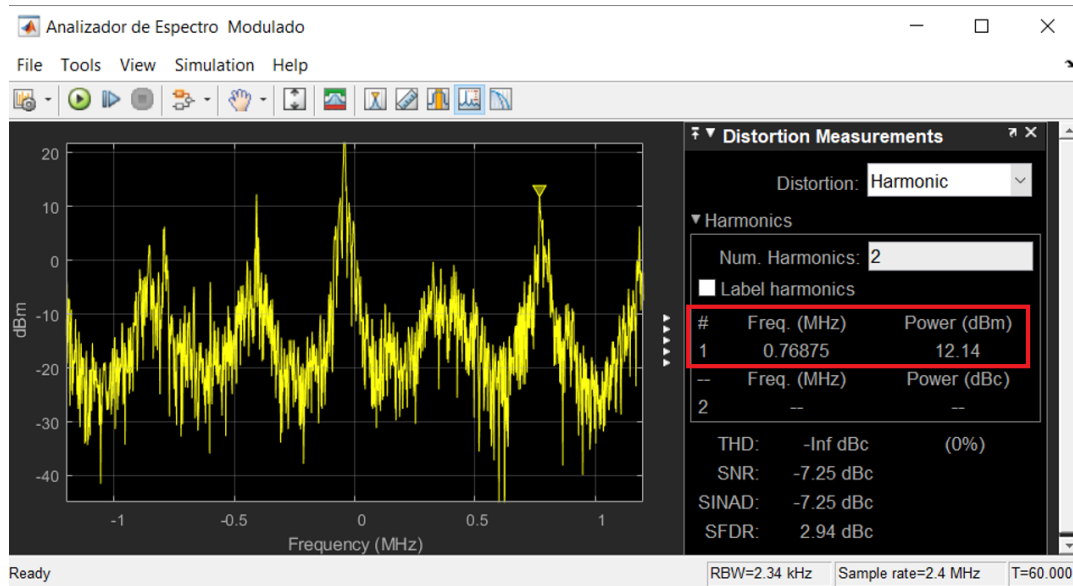 Analizador de Espectro Modulado
File Tools View Simulation Help
Distortion Measurements
Distortion: Harmonic
Harmonics
Num. Harmonics: 2
Label harmonics
# Freq. (MHz) Power (dBm)
1 0.76875 12.14
-- Freq. (MHz) Power (dBc)
2 -- --
THD: -Inf dBc (0%)
SNR: -7.25 dBc
SINAD: -7.25 dBc
SFDR: 2.94 dBc
dBm
20
10
0
-10
-20
-30
-40
-1 -0.5 0 0.5 1
Frequency (MHz)
Ready RBW=2.34 kHz Sample rate=2.4 MHz T=60.000